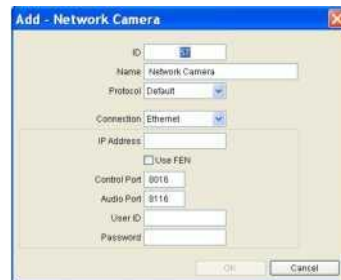 Add - Network Camera
ID 57
Name Network Camera
Protocol Default
Connection Ethernet
IP Address
Use FEN
Control Port 8016
Audio Port 8116
User ID
Password
OK Cancel